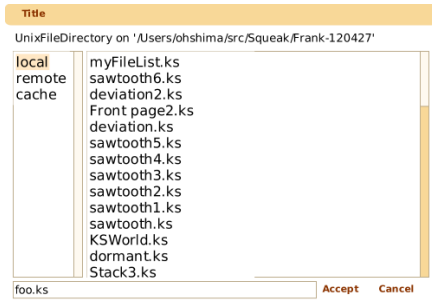 Title
UnixFileDirectory on '/Users/ohshima/src/Squeak/Frank-120427'
local
remote
cache
myFileList.ks
sawtooth6.ks
deviation2.ks
Front page2.ks
deviation.ks
sawtooth5.ks
sawtooth4.ks
sawtooth3.ks
sawtooth2.ks
sawtooth1.ks
sawtooth.ks
KSWorld.ks
dormant.ks
Stack3.ks
foo.ks
Accept Cancel